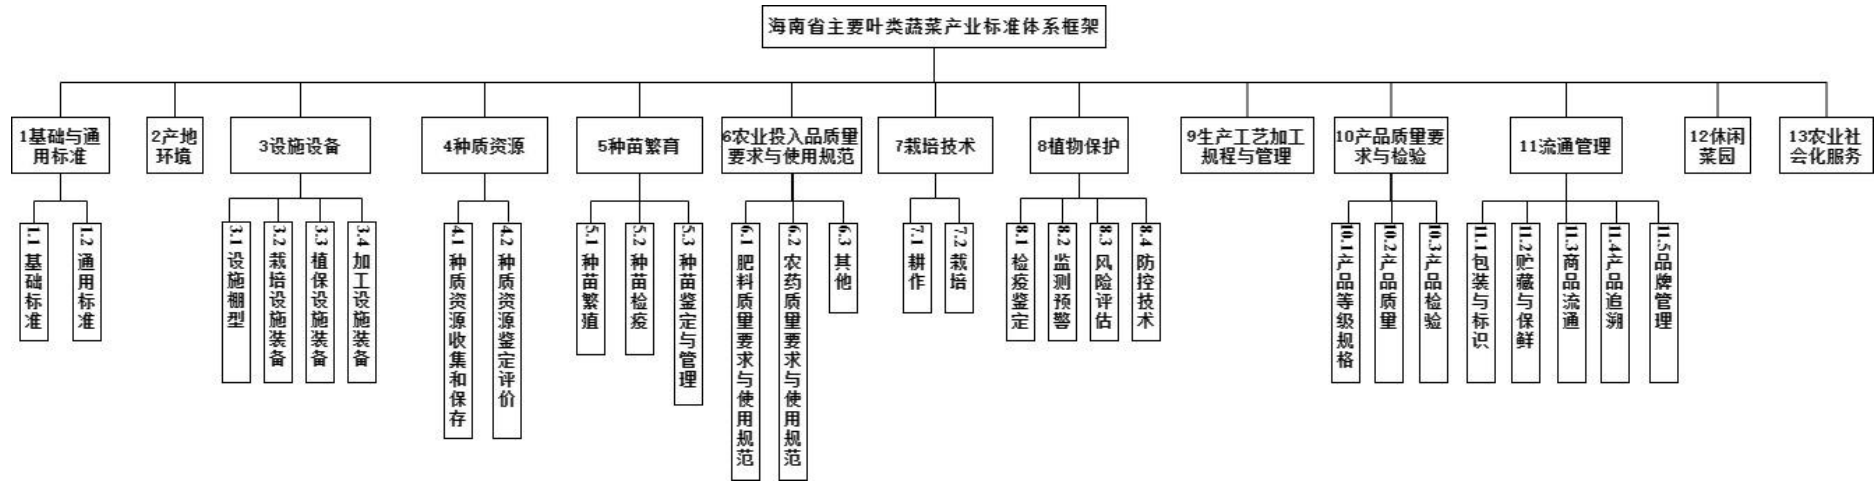 海南省主要叶类蔬菜产业标准体系框架
1基础与通
用标准
2产地
环境
3设施设备
4种质资源
5种苗繁育
6农业投入品质量
要求与使用规范
7栽培技术
8植物保护
9生产工艺加工
规程与管理
10产品质量要
求与检验
11流通管理
12休闲
菜园
13农业社
会化服务
1.1 基础标准
1.2 通用标准
3.1设施棚型
3.2栽培设施装备
3.3植保设施装备
3.4加工设施装备
4.1 种质资源收集和保存
4.2 种质资源鉴定评价
5.1 种苗繁殖
5.2 种苗检疫
5.3 种苗鉴定与管理
6.1 肥料质量要求与使用规范
6.2 农药质量要求与使用规范
6.3其他
7.1 耕作
7.2 栽培
8.1 检疫鉴定
8.2 监测预警
8.3 风险评估
8.4 防控技术
10.1产品等级规格
10.2产品质量
10.3产品检验
11.1包装与标识
11.2贮藏与保鲜
11.3商品流通
11.4产品追溯
11.5品牌管理